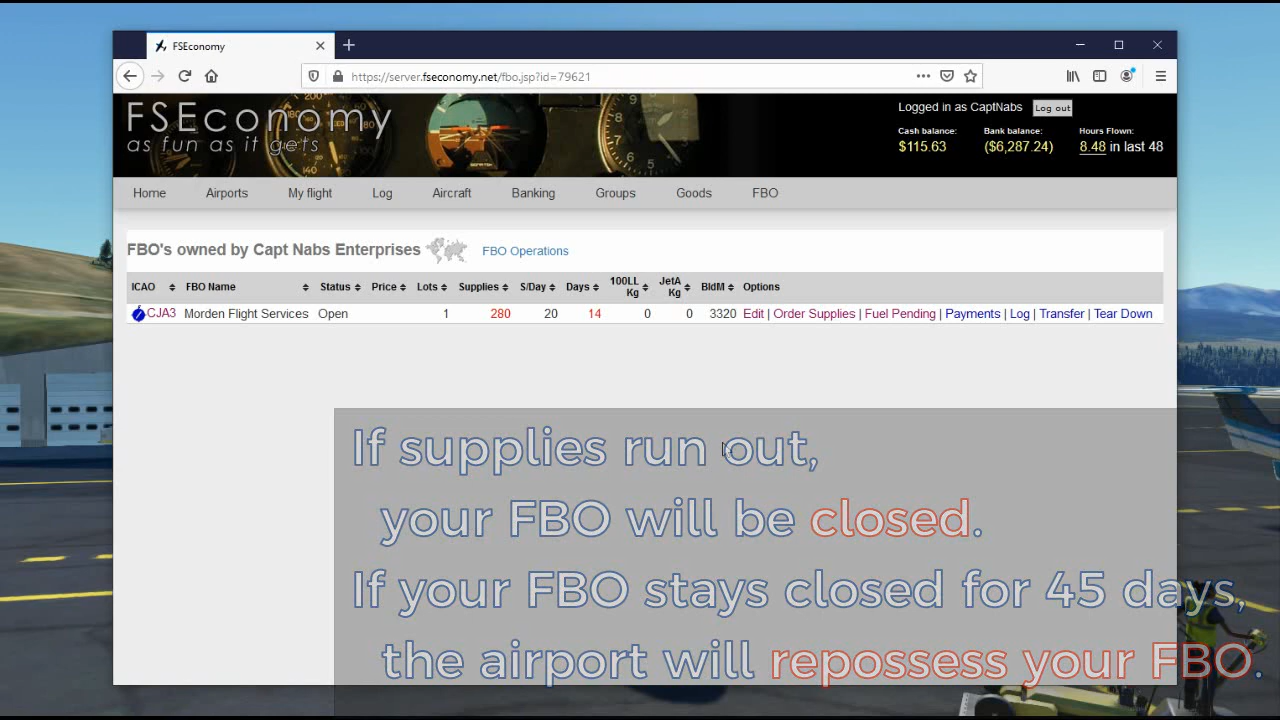 FSEconomy
https://server.fseconomy.net/fbo.jsp?id=79621
FSEconomy
as fun as it gets
Logged in as CaptNabs Log out
Cash balance: Bank balance: Hours Flown:
$115.63 ($6,287.24) 8.48 in last 48
Home Airports My flight Log Aircraft Banking Groups Goods FBO
FBO's owned by Capt Nabs Enterprises FBO Operations
ICAO FBO Name Status Price Lots Supplies S/Day Days 100LL Kg JetA Kg BldM Options
CJA3 Morden Flight Services Open 1 280 20 14 0 0 3320 Edit | Order Supplies | Fuel Pending | Payments | Log | Transfer | Tear Down
If supplies run out,
your FBO will be closed.
If your FBO stays closed for 45 days,
the airport will repossess your FBO.